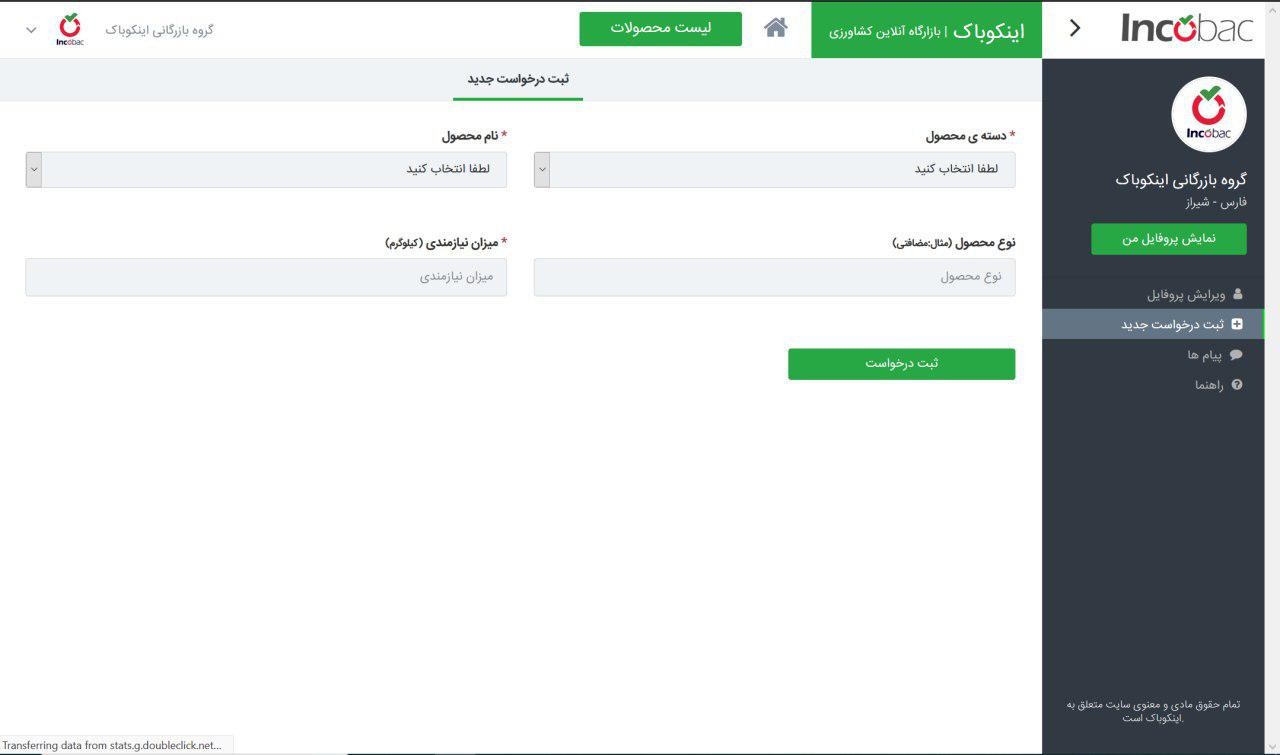 Incobac
اینکوباک | بازارگاه آنلاین کشاورزی
لیست محصولات
گروه بازرگانی اینکوباک
Incobac
Incobac
گروه بازرگانی اینکوباک
فارس - شیراز
نمایش پروفایل من
ویرایش پروفایل
ثبت درخواست جدید
پیام ها
راهنما
تمام حقوق مادی و معنوی سایت متعلق به
اینکوباک است.
ثبت درخواست جدید
* دسته ی محصول
لطفا انتخاب کنید
* نام محصول
لطفا انتخاب کنید
نوع محصول (مثال:مضافتی)
نوع محصول
* میزان نیازمندی (کیلوگرم)
میزان نیازمندی
ثبت درخواست
Transferring data from stats.g.doubleclick.net...